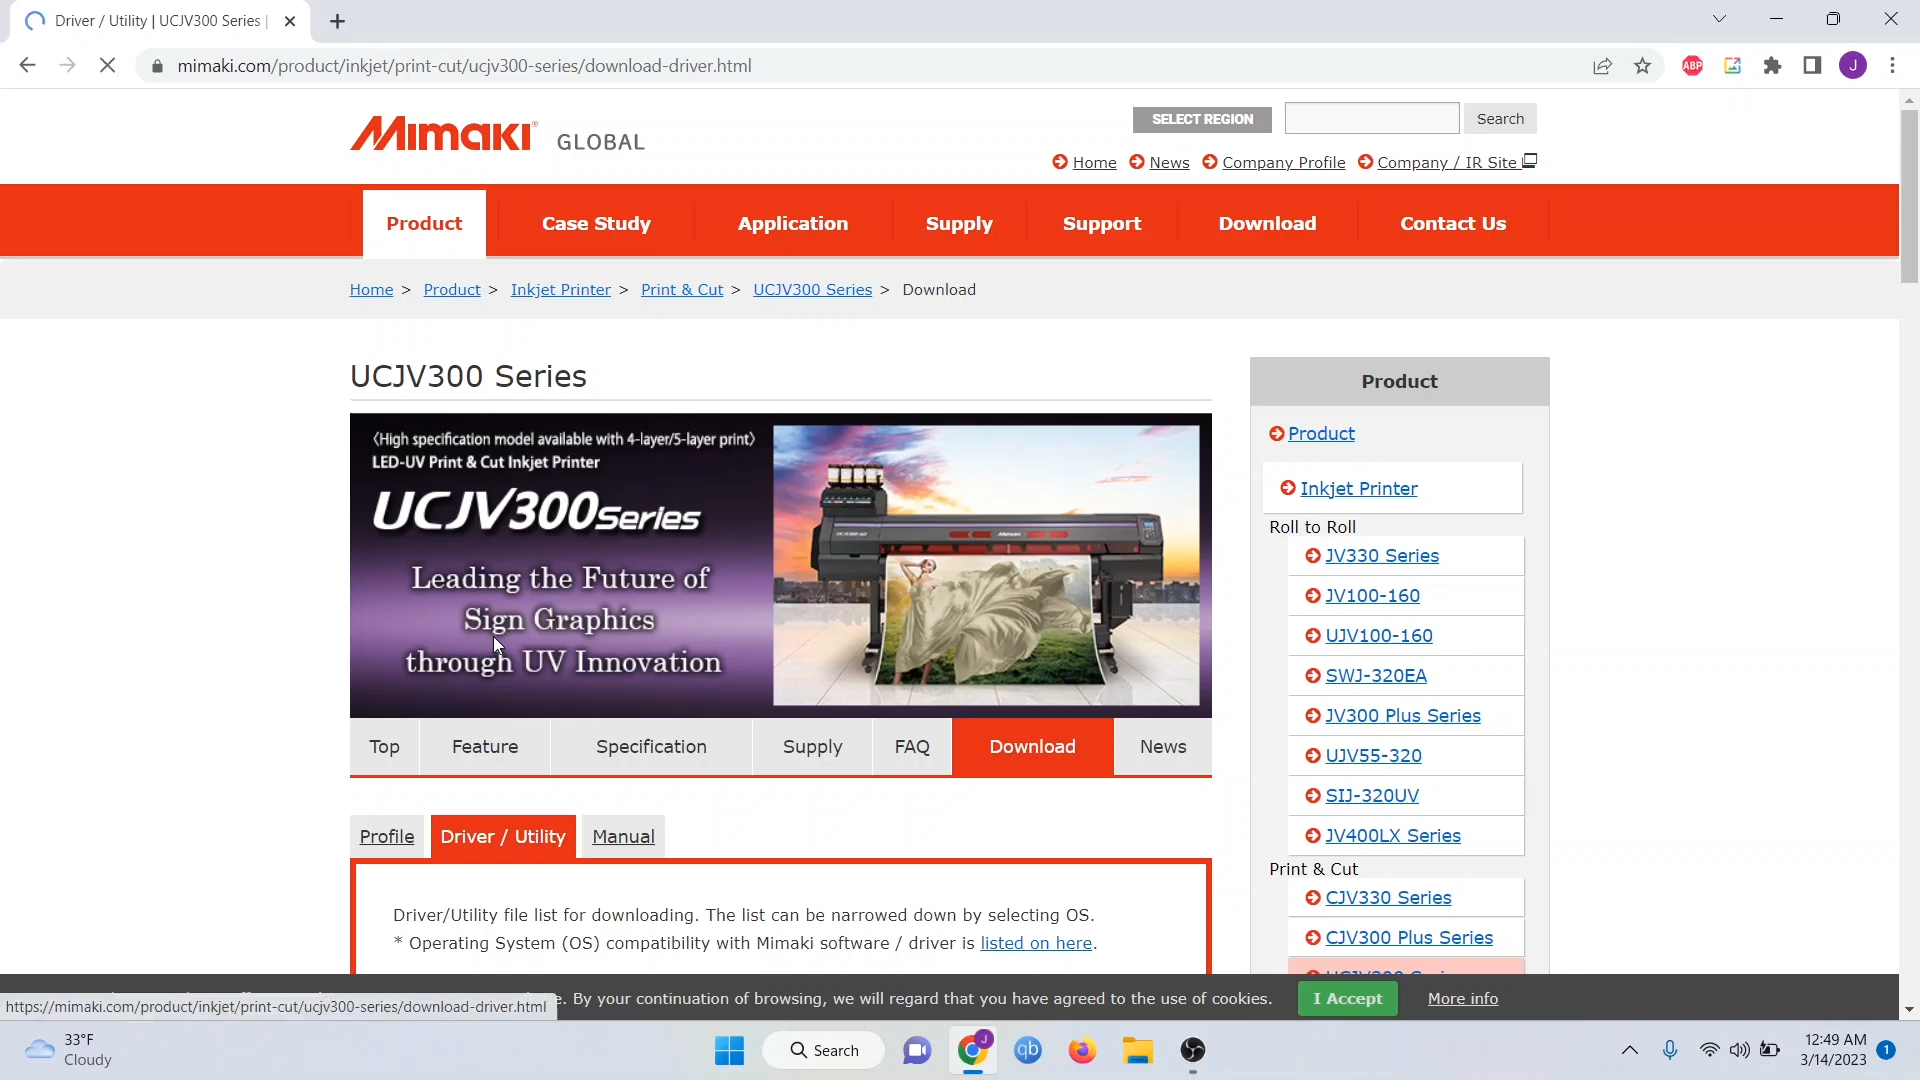 Driver / Utility | UCJV300 Series |
mimaki.com/product/inkjet/print-cut/ucjv300-series/download-driver.html
ABP
J
Mimaki GLOBAL
SELECT REGION
Search
Home
News
Company Profile
Company / IR Site
Product
Case Study
Application
Supply
Support
Download
Contact Us
Home > Product > Inkjet Printer > Print & Cut > UCJV300 Series > Download
UCJV300 Series
〈High specification model available with 4-layer/5-layer print〉
LED-UV Print & Cut Inkjet Printer
UCJV300Series
Leading the Future of
Sign Graphics
through UV Innovation
Top
Feature
Specification
Supply
FAQ
Download
News
Profile
Driver / Utility
Manual
Driver/Utility file list for downloading. The list can be narrowed down by selecting OS.
* Operating System (OS) compatibility with Mimaki software / driver is listed on here.
Product
Product
Inkjet Printer
Roll to Roll
JV330 Series
JV100-160
UJV100-160
SWJ-320EA
JV300 Plus Series
UJV55-320
SIJ-320UV
JV400LX Series
Print & Cut
CJV330 Series
CJV300 Plus Series
By your continuation of browsing, we will regard that you have agreed to the use of cookies.
I Accept
More info
https://mimaki.com/product/inkjet/print-cut/ucjv300-series/download-driver.html
33°F
Cloudy
Search
J
qb
12:49 AM
3/14/2023
1